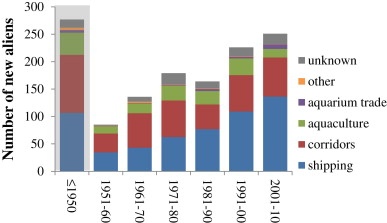 Number of new aliens
300
250
200
150
100
50
0
≤1950
1951-60
1961-70
1971-80
1981-90
1991-00
2001-10
unknown
other
aquarium trade
aquaculture
corridors
shipping